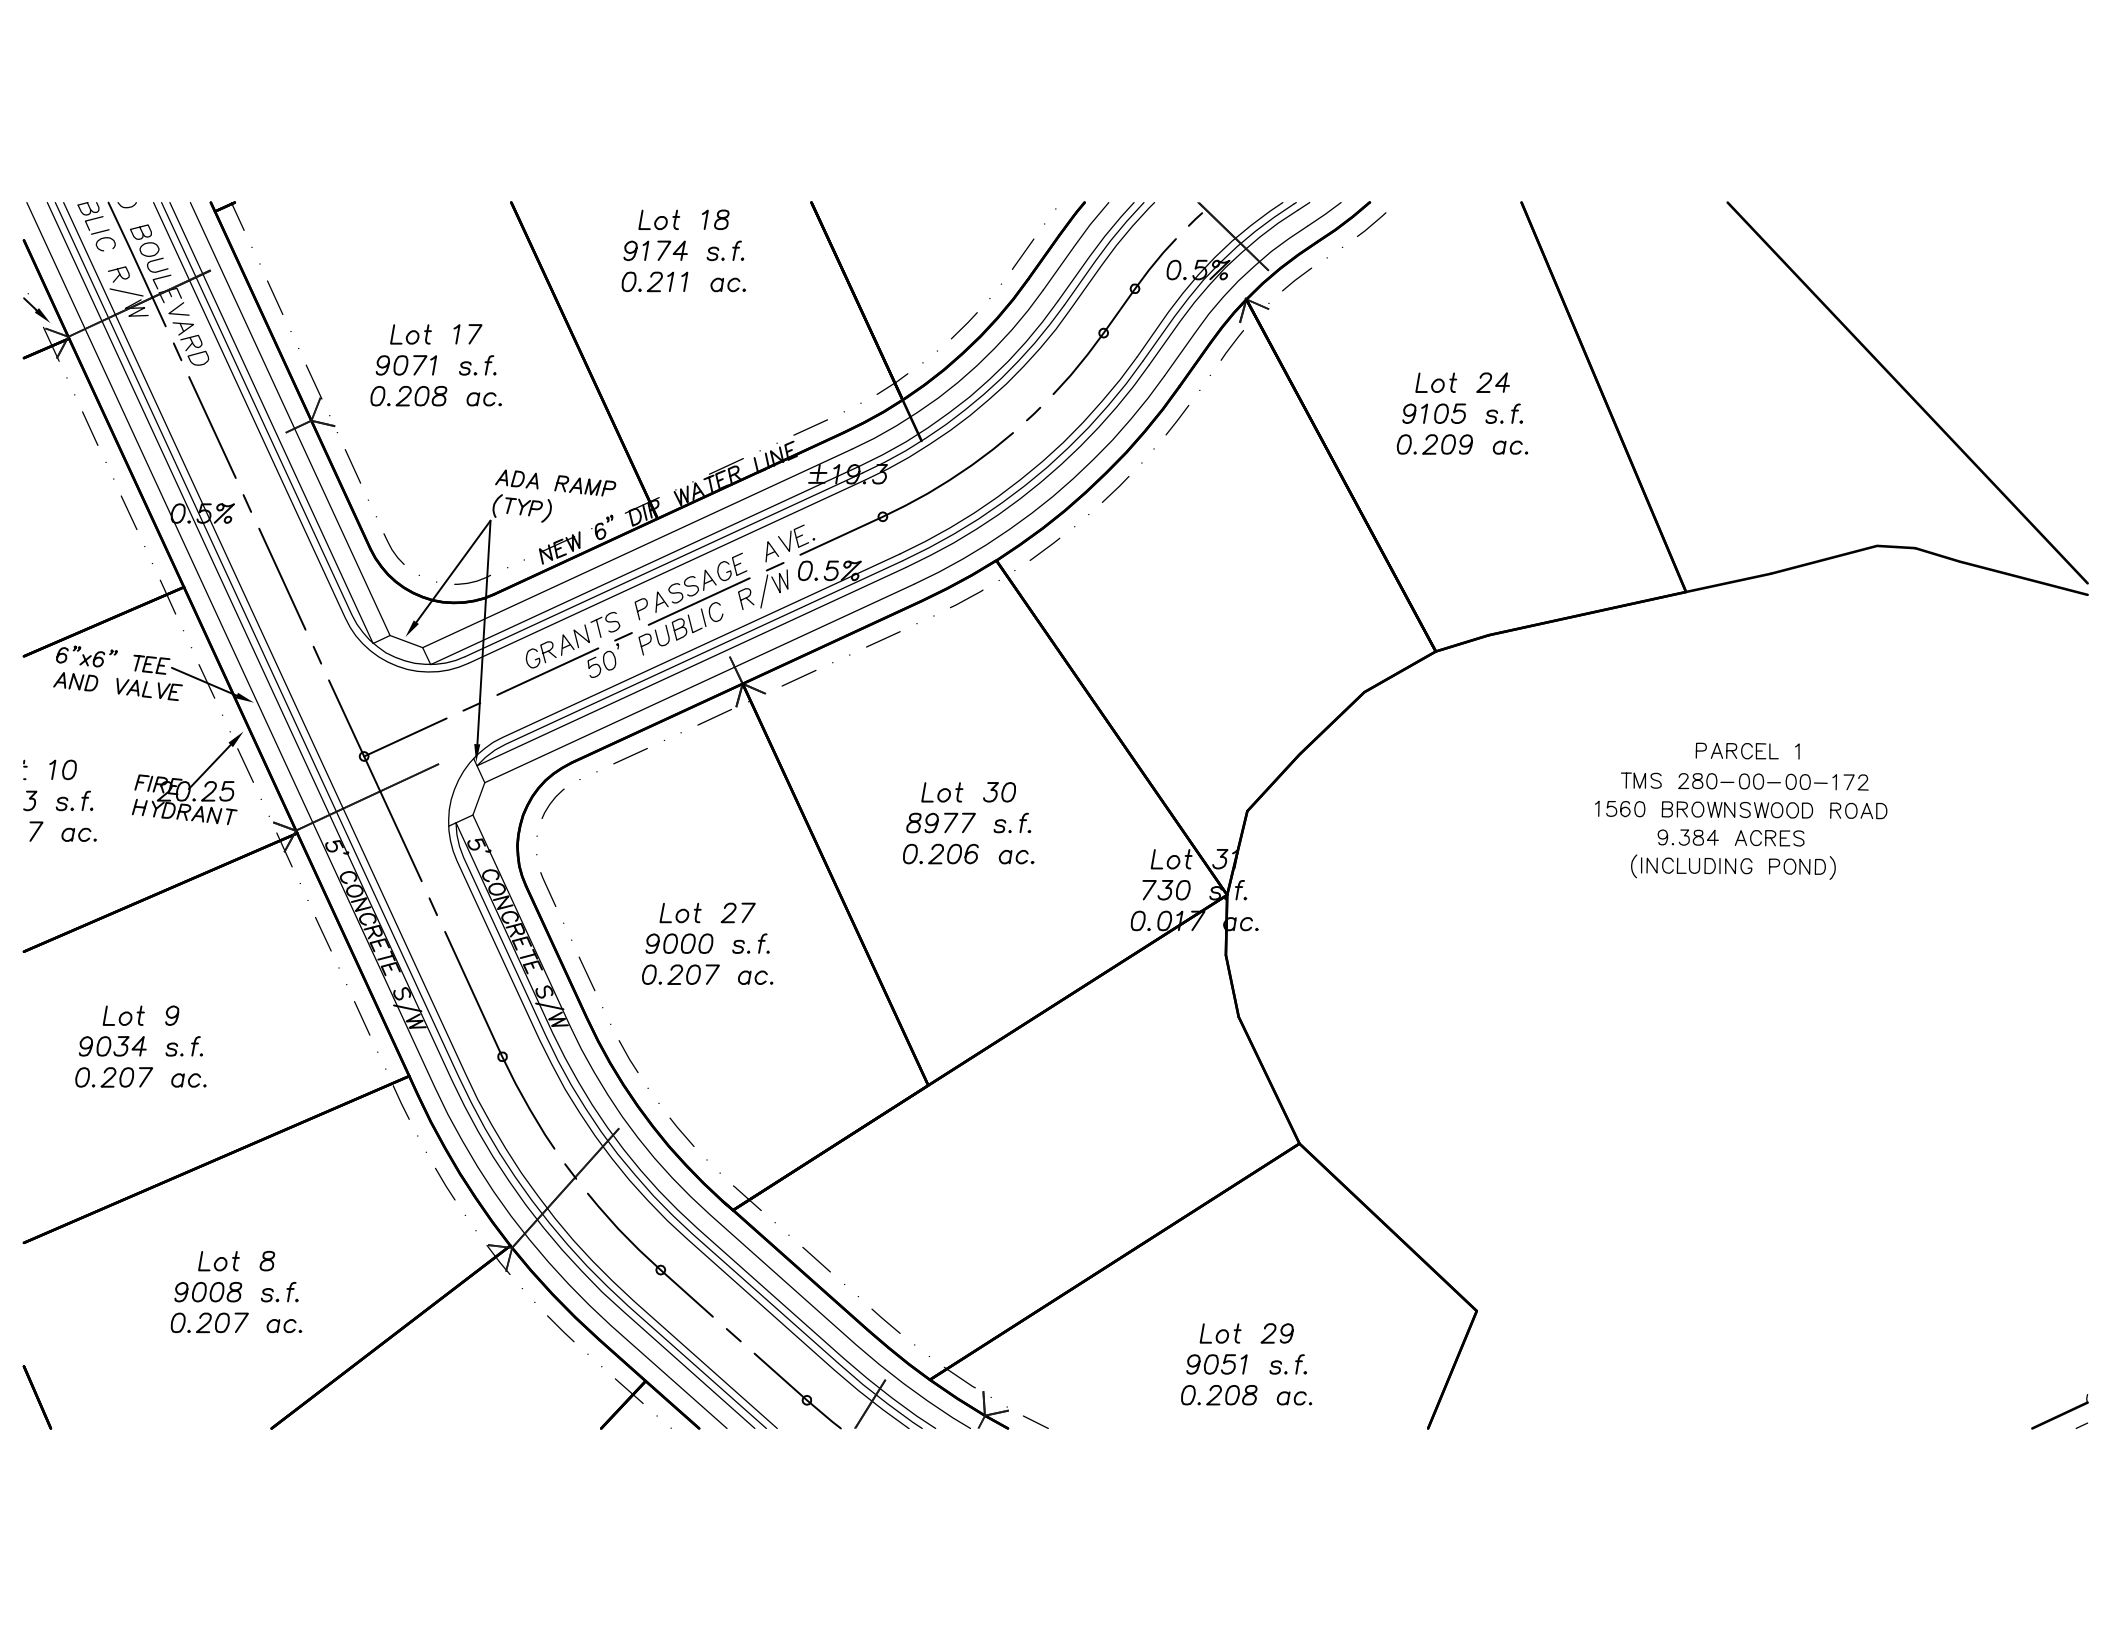 BOULEVARD
BLIC R/W
Lot 18
9174 s.f.
0.211 ac.
0.5%
Lot 17
9071 s.f.
0.208 ac.
Lot 24
9105 s.f.
0.209 ac.
ADA RAMP
(TYP)
NEW 6" DIP WATER LINE
±19.3
0.5%
GRANTS PASSAGE AVE.
50' PUBLIC R/W
0.5%
6"x6" TEE
AND VALVE
10
3 s.f.
7 ac.
FIRE
HYDRANT
20.25
PARCEL 1
TMS 280-00-00-172
1560 BROWNSWOOD ROAD
9.384 ACRES
(INCLUDING POND)
Lot 30
8977 s.f.
0.206 ac.
Lot 31
730 s.f.
0.017 ac.
5' CONCRETE S/W
5' CONCRETE S/W
Lot 27
9000 s.f.
0.207 ac.
Lot 9
9034 s.f.
0.207 ac.
Lot 8
9008 s.f.
0.207 ac.
Lot 29
9051 s.f.
0.208 ac.